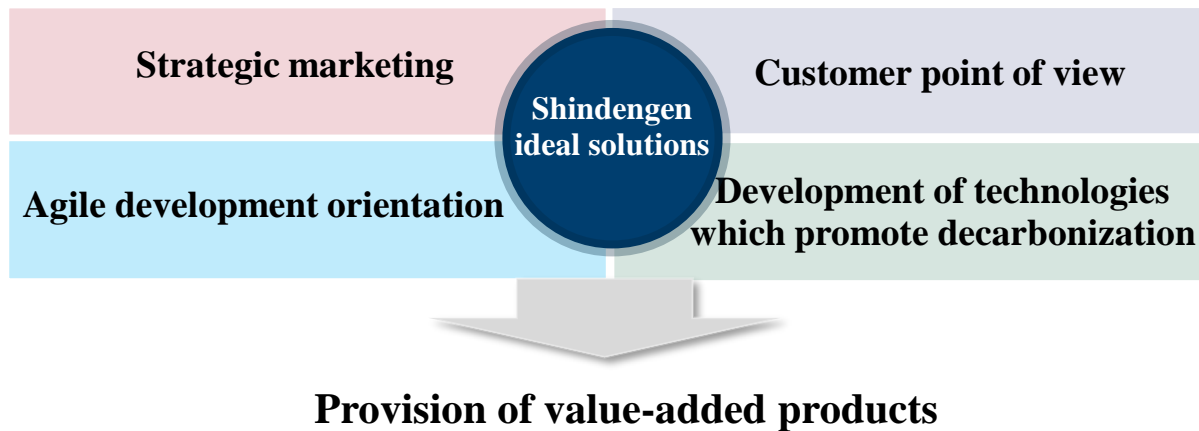 Strategic marketing
Customer point of view
Shindengen
ideal solutions
Agile development orientation
Development of technologies
which promote decarbonization
Provision of value-added products